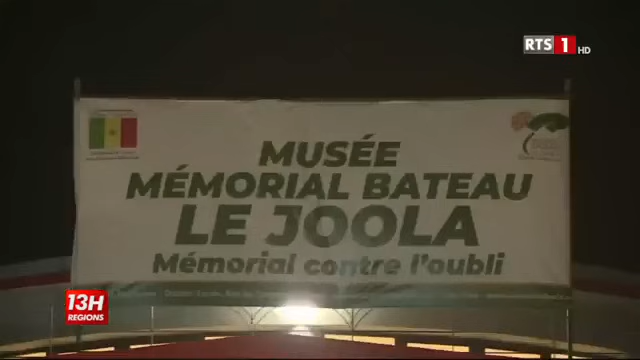 RTS 1 HD
MUSÉE
MÉMORIAL BATEAU
LE JOOLA
Mémorial contre l'oubli
13H
REGIONS